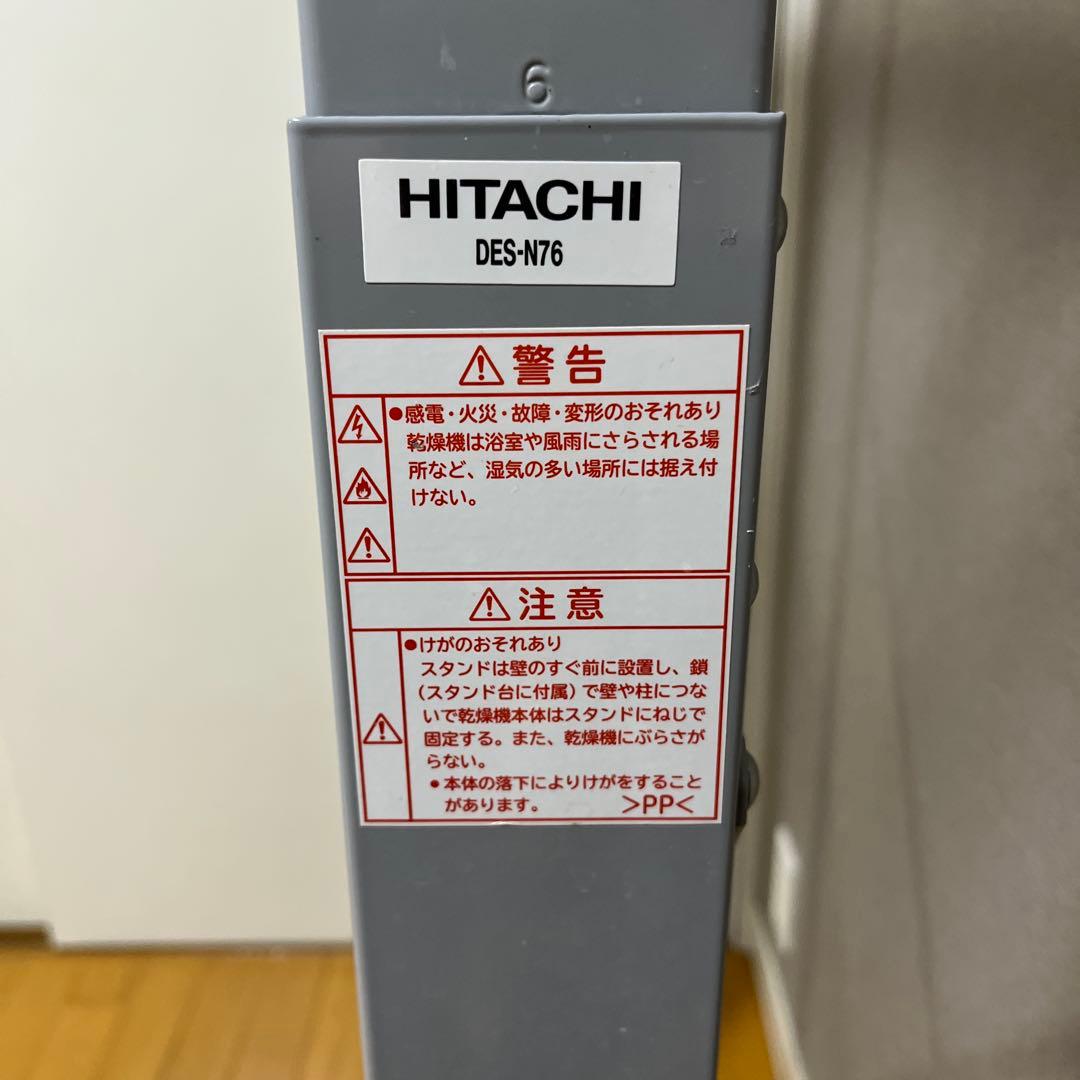 6
HITACHI
DES-N76
警告
●感電・火災・故障・変形のおそれあり
乾燥機は浴室や風雨にさらされる場
所など、湿気の多い場所には据え付
けない。
注意
●けがのおそれあり
スタンドは壁のすぐ前に設置し、鎖
(スタンド台に付属)で壁や柱につな
いで乾燥機本体はスタンドにねじで
固定する。また、乾燥機にぶらさが
らない。
●本体の落下によりけがをすること
があります。 >PP<